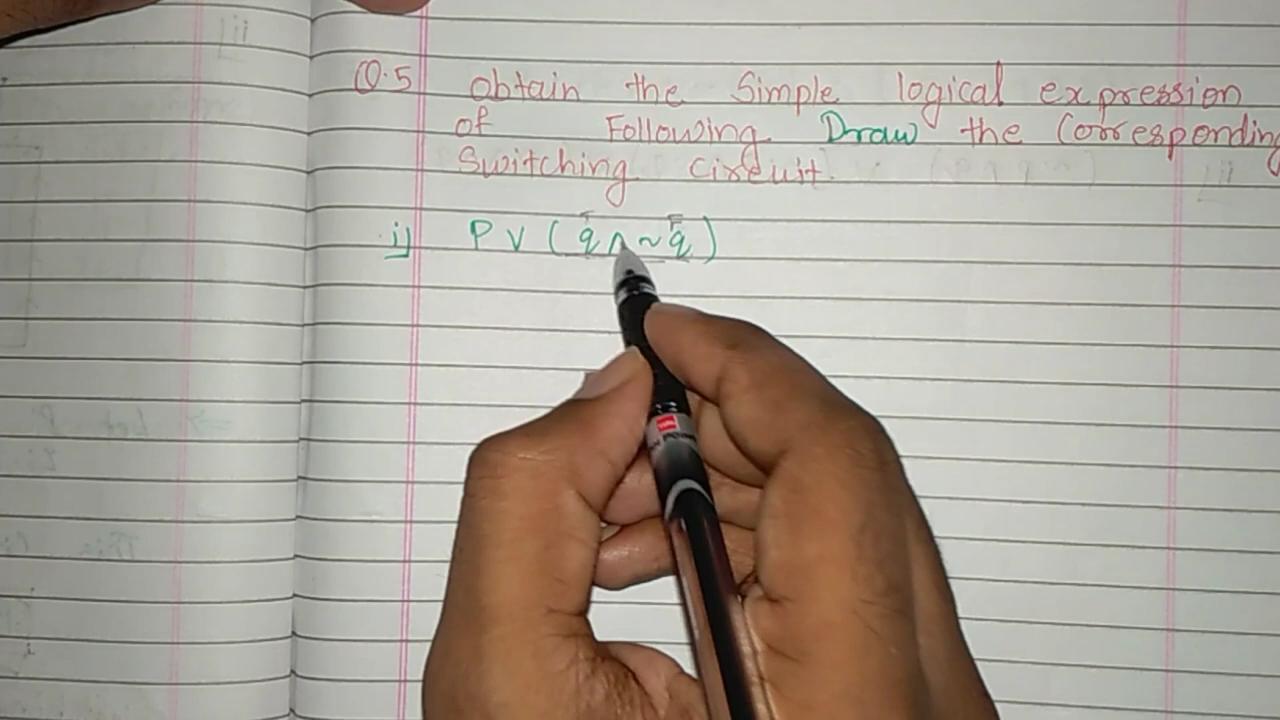 Q.5 obtain the Simple logical expression
of Following Draw the Corresponding
Switching Circuit.
i) P ∨ ( q ∧ ~ q )